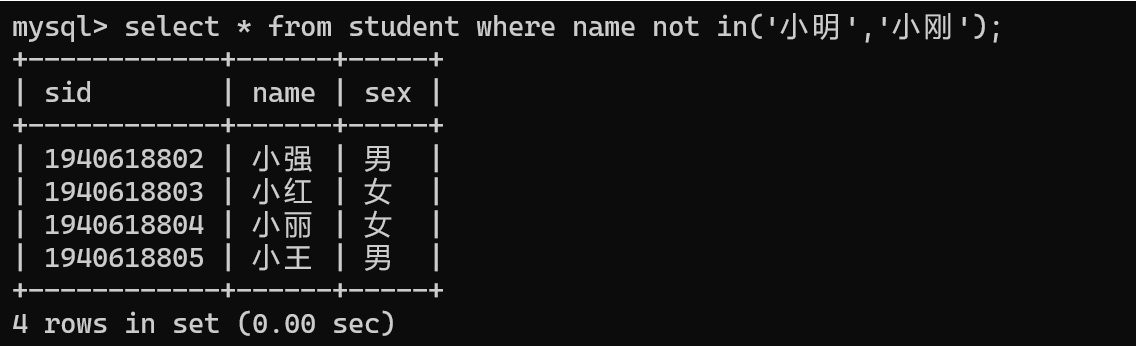 mysql> select * from student where name not in('小明','小刚');
+------------+------+-----+
| sid        | name | sex |
+------------+------+-----+
| 1940618802 | 小强 | 男  |
| 1940618803 | 小红 | 女  |
| 1940618804 | 小丽 | 女  |
| 1940618805 | 小王 | 男  |
+------------+------+-----+
4 rows in set (0.00 sec)